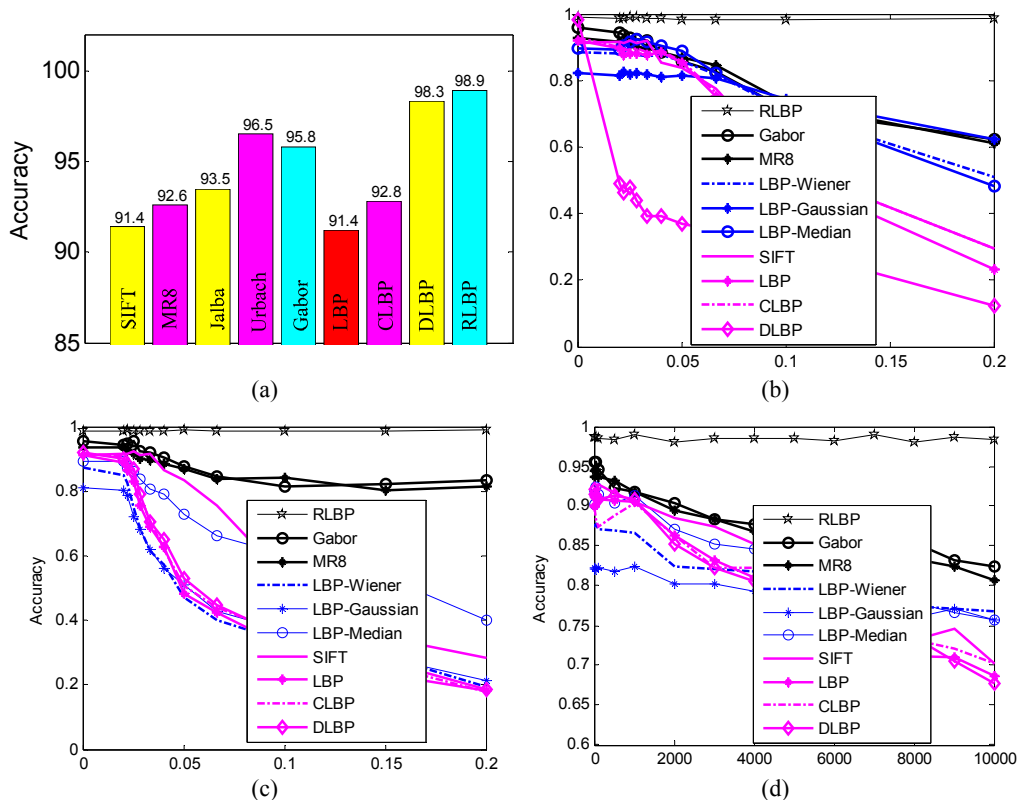 100
95
90
85
Accuracy
91.4
92.6
93.5
96.5
95.8
91.4
92.8
98.3
98.9
SIFT
MR8
Jalba
Urbach
Gabor
LBP
CLBP
DLBP
RLBP
(a)
1
0.8
0.6
0.4
0.2
0
0
0.05
0.1
0.15
0.2
Accuracy
RLBP
Gabor
MR8
LBP-Wiener
LBP-Gaussian
LBP-Median
SIFT
LBP
CLBP
DLBP
(b)
1
0.8
0.6
0.4
0.2
0
0
0.05
0.1
0.15
0.2
Accuracy
RLBP
Gabor
MR8
LBP-Wiener
LBP-Gaussian
LBP-Median
SIFT
LBP
CLBP
DLBP
(c)
1
0.95
0.9
0.85
0.8
0.75
0.7
0.65
0.6
0
2000
4000
6000
8000
10000
Accuracy
RLBP
Gabor
MR8
LBP-Wiener
LBP-Gaussian
LBP-Median
SIFT
LBP
CLBP
DLBP
(d)